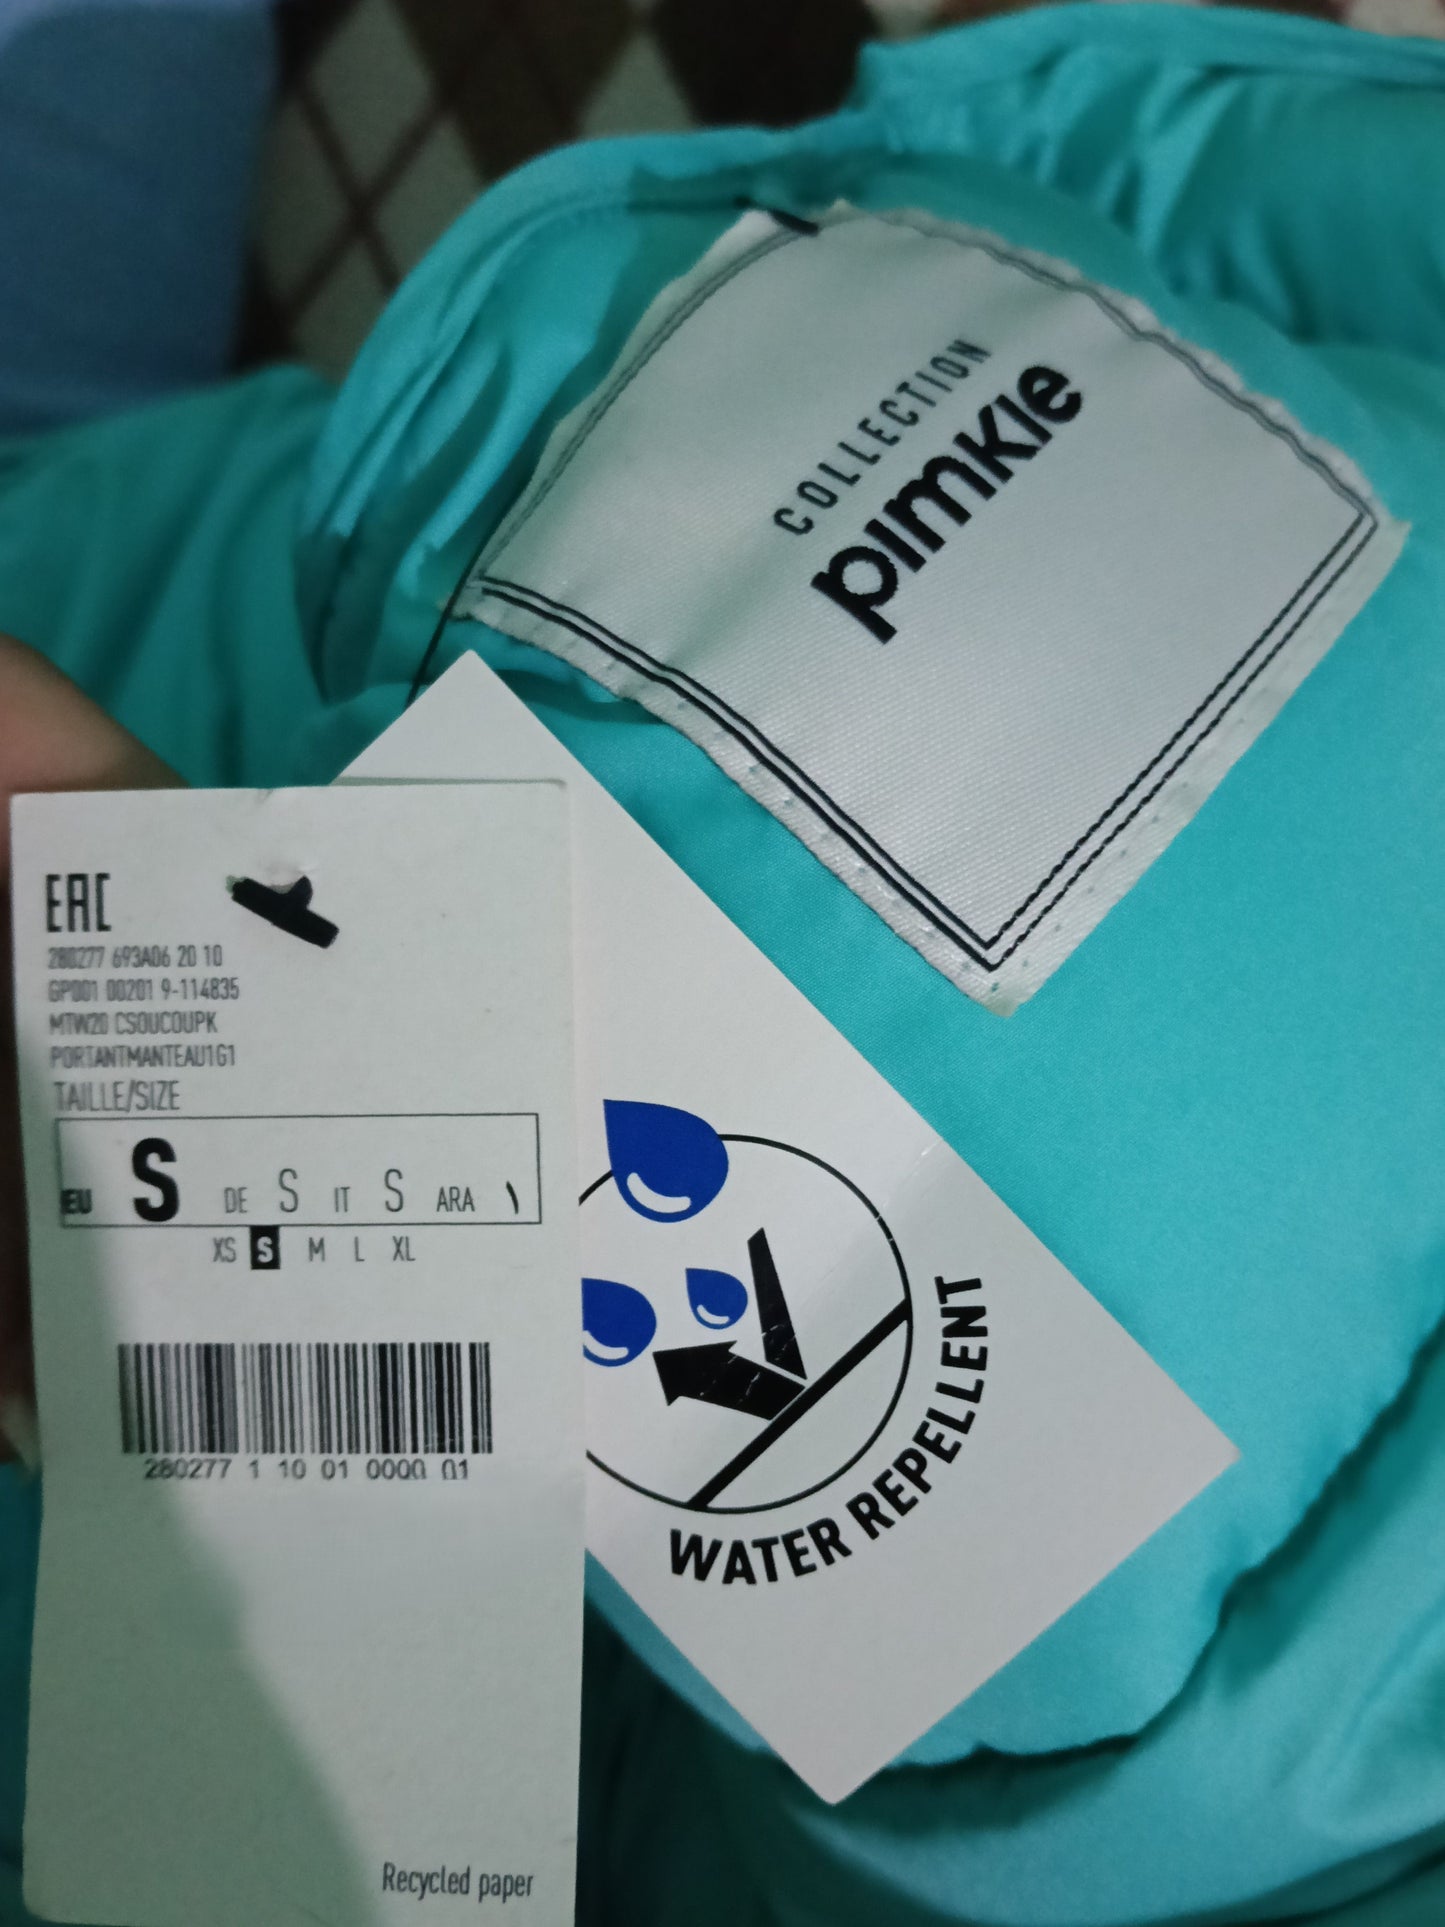 COLLECTION
pimkie
EAC
280277 693A06 20 10
GP001 00201 9-114835
MTW20 CSOUCOUPK
PORTANTMANTEAU1G1
TAILLE/SIZE
EU S DE S IT S ARA ١
XS S M L XL
280277 1 10 01 0000 01
WATER REPELLENT
Recycled paper